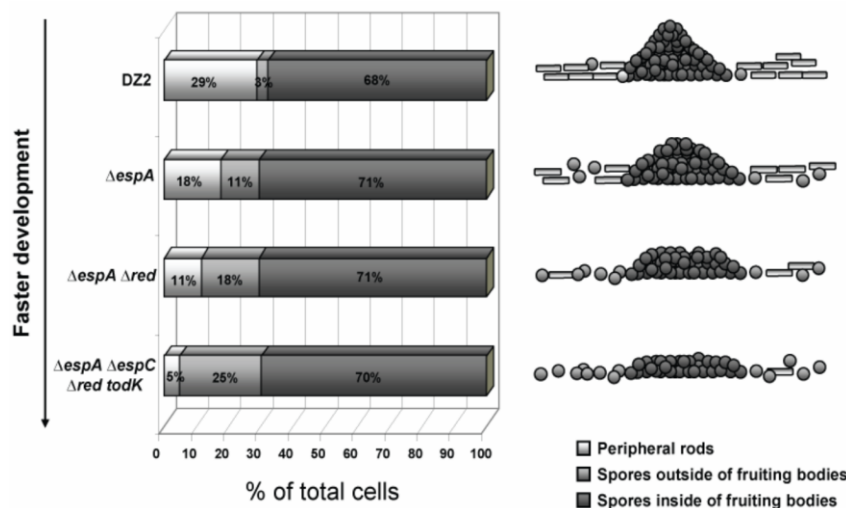 Faster development
DZ2
29%
3%
68%
ΔespA
18%
11%
71%
ΔespA Δred
11%
18%
71%
ΔespA ΔespC
Δred todK
5%
25%
70%
0 10 20 30 40 50 60 70 80 90 100
% of total cells
Peripheral rods
Spores outside of fruiting bodies
Spores inside of fruiting bodies